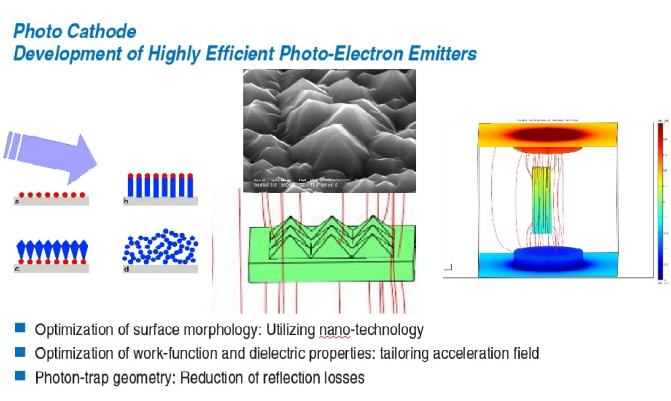 Photo Cathode
Development of Highly Efficient Photo-Electron Emitters
a
b
c
d
Optimization of surface morphology: Utilizing nano-technology
Optimization of work-function and dielectric properties: tailoring acceleration field
Photon-trap geometry: Reduction of reflection losses